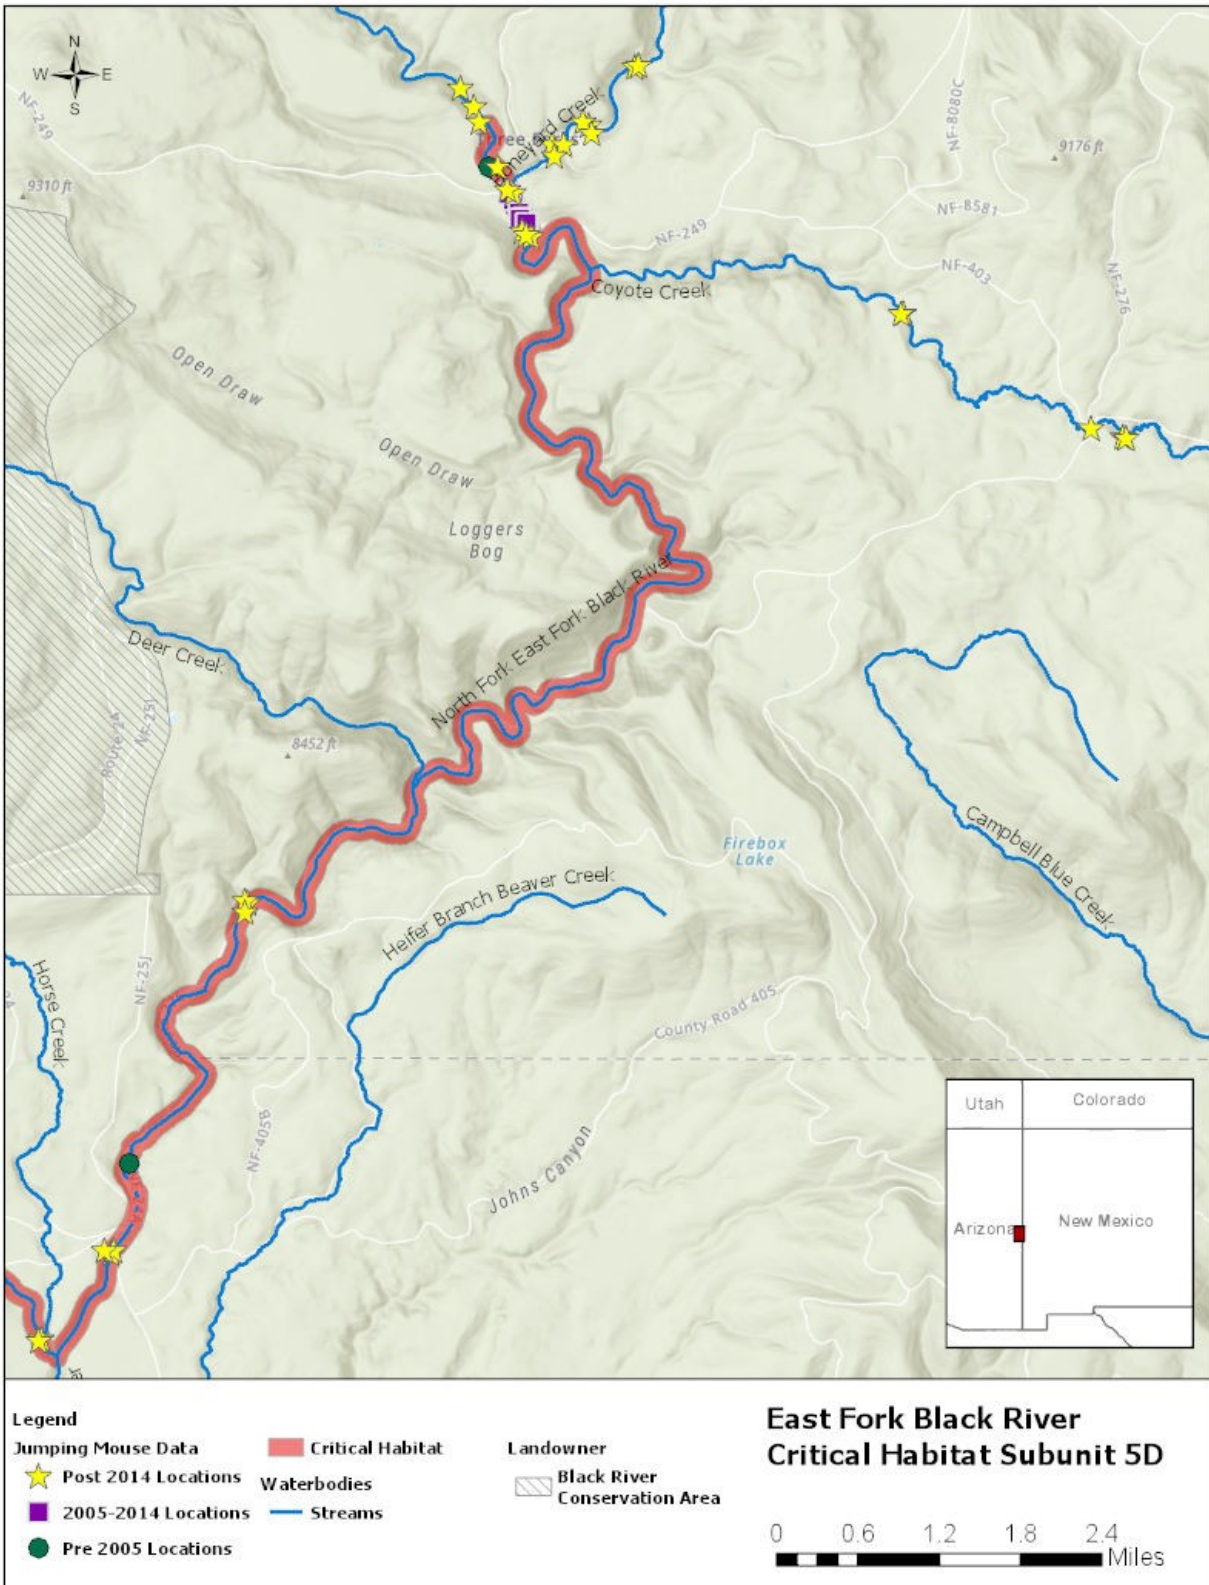 N
W E
S
NF-249
Boneyard Creek
NF-8080C
9176 ft
9310 ft
NF-8581
NF-249
NF-403
NF-276
Coyote Creek
Open Draw
Open Draw
Loggers
Bog
North Fork East Fork Black River
Deer Creek
Route 2A
NF-25J
8452 ft
Firebox
Lake
Campbell Blue Creek
Heifer Branch Beaver Creek
Horse Creek
NF-25J
County Road 405
NF-405B
Johns Canyon
Utah
Colorado
Arizona
New Mexico
Legend
Jumping Mouse Data
Post 2014 Locations
2005-2014 Locations
Pre 2005 Locations
Critical Habitat
Waterbodies
Streams
Landowner
Black River
Conservation Area
East Fork Black River
Critical Habitat Subunit 5D
0 0.6 1.2 1.8 2.4
Miles